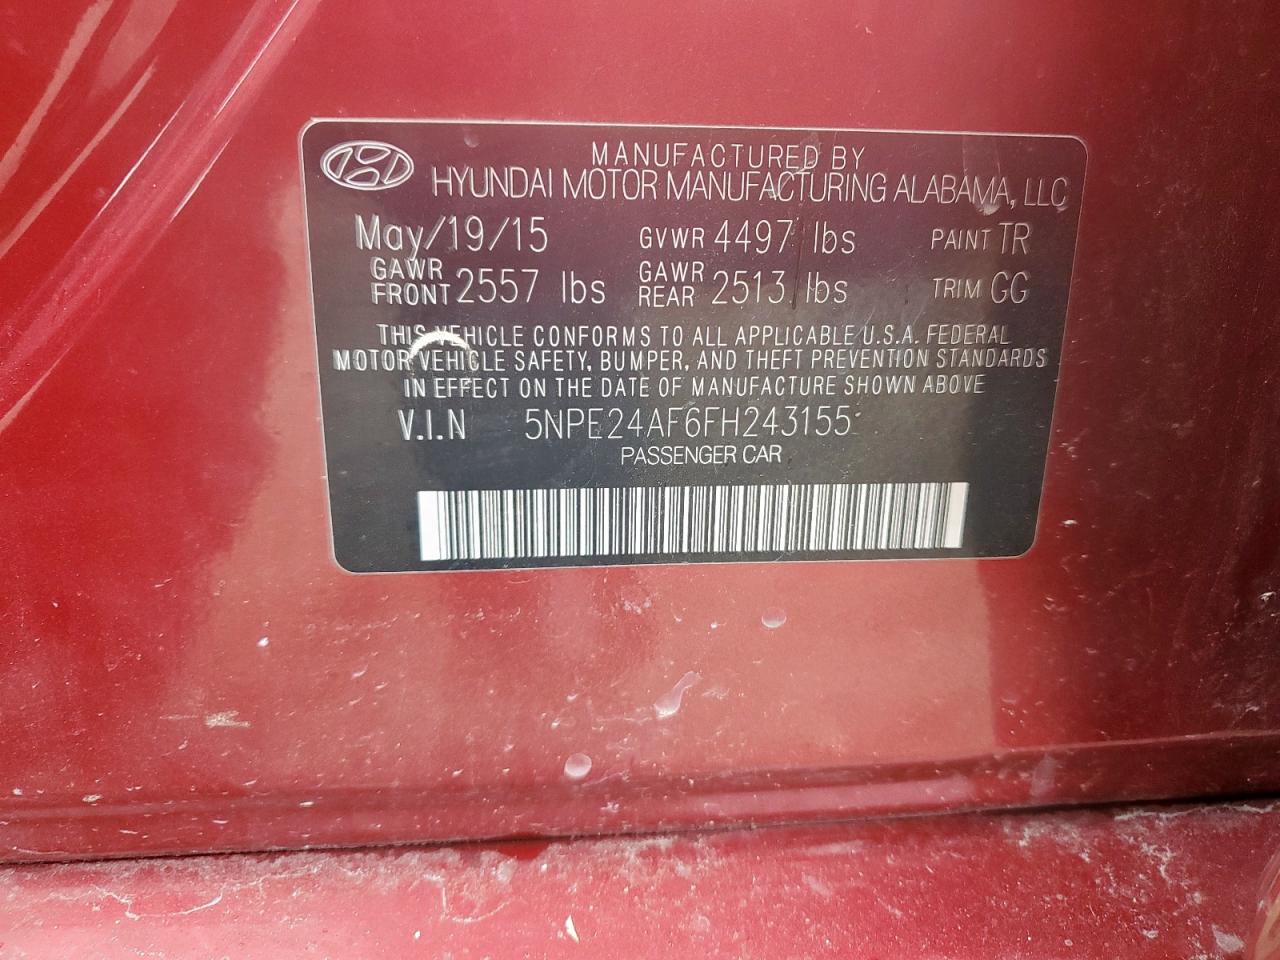 MANUFACTURED BY
HYUNDAI MOTOR MANUFACTURING ALABAMA, LLC
May/19/15 GVWR 4497 lbs PAINT TR
GAWR FRONT 2557 lbs GAWR REAR 2513 lbs TRIM GG
THIS VEHICLE CONFORMS TO ALL APPLICABLE U.S.A. FEDERAL
MOTOR VEHICLE SAFETY, BUMPER, AND THEFT PREVENTION STANDARDS
IN EFFECT ON THE DATE OF MANUFACTURE SHOWN ABOVE
V.I.N 5NPE24AF6FH243155
PASSENGER CAR